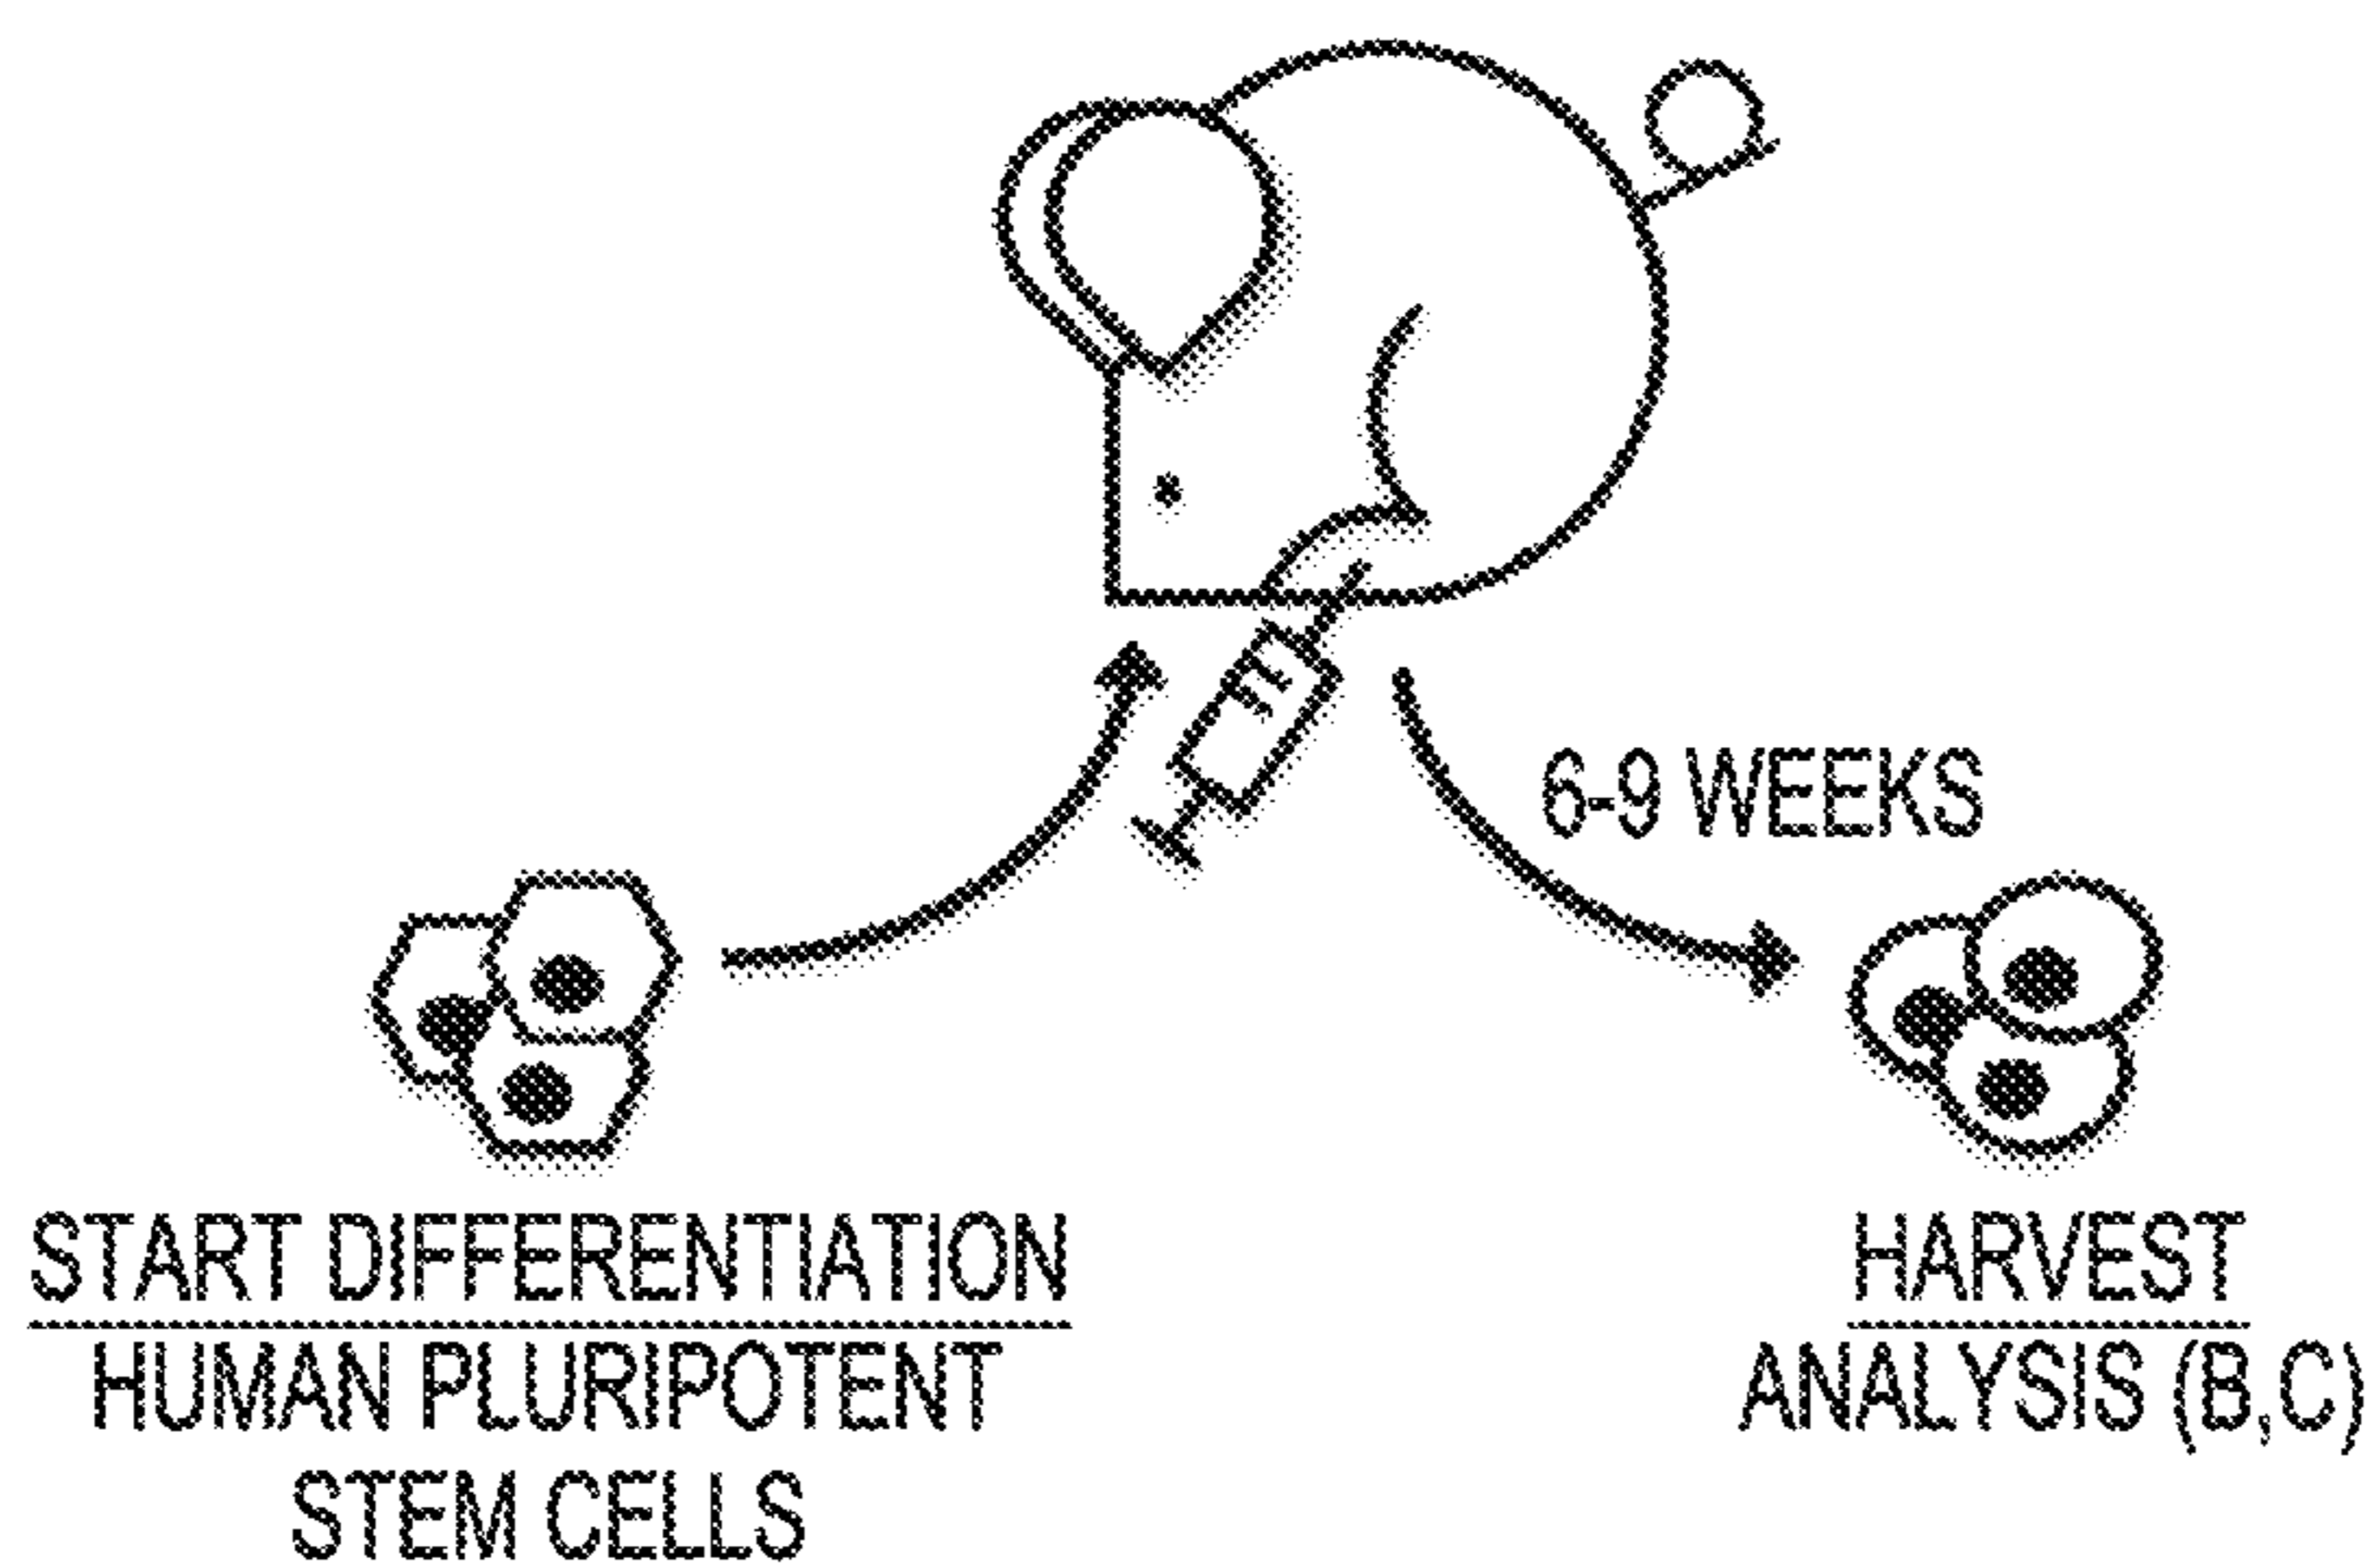 6-9 WEEKS
START DIFFERENTIATION
HUMAN PLURIPOTENT
STEM CELLS
HARVEST
ANALYSIS (B,C)